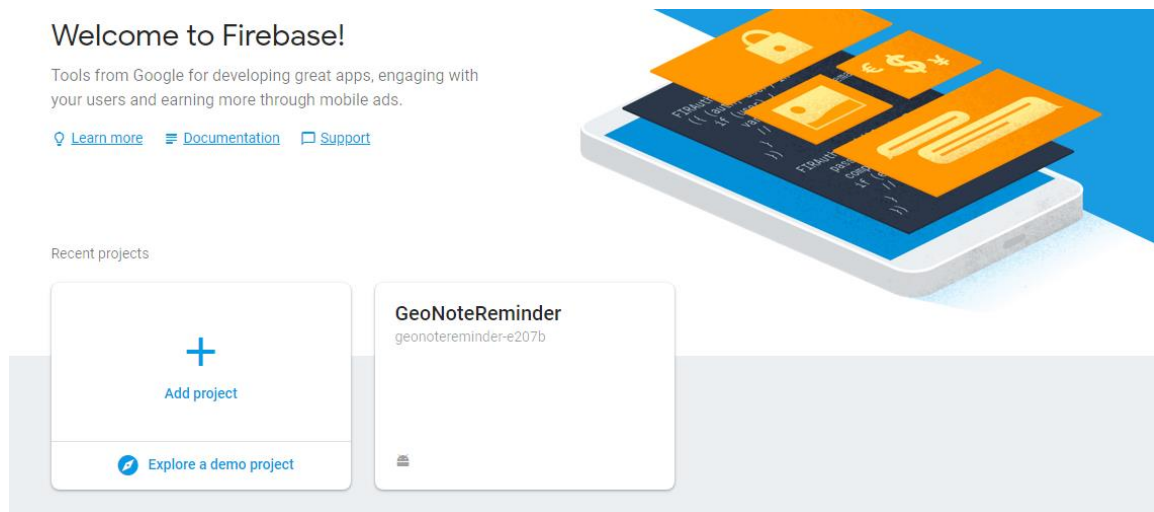 Welcome to Firebase!
Tools from Google for developing great apps, engaging with
your users and earning more through mobile ads.
Learn more Documentation Support
Recent projects
Add project
Explore a demo project
GeoNoteReminder
geonotereminder-e207b